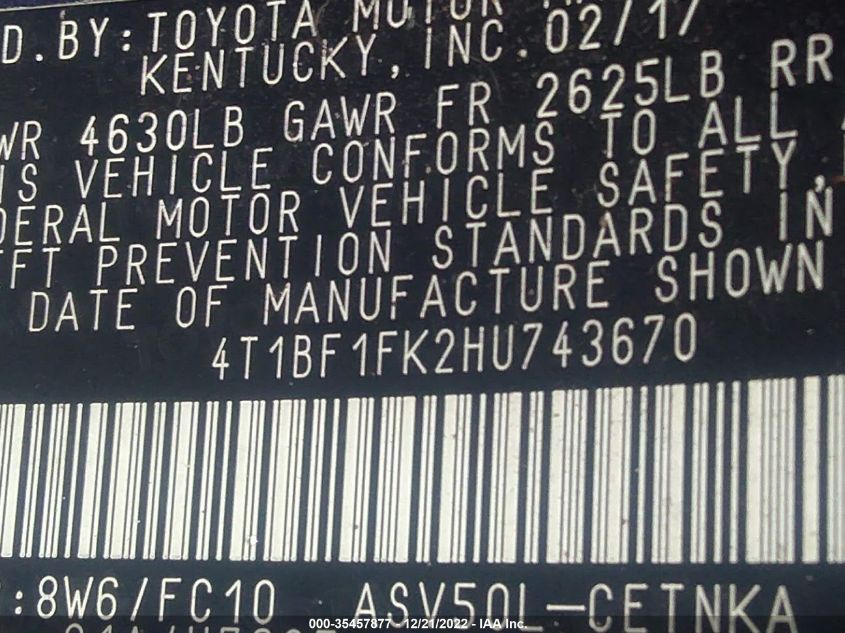 D.BY:TOYOTA MOTOR
KENTUCKY, INC. 02/17
WR 4630LB GAWR FR 2625LB RR
IS VEHICLE CONFORMS TO ALL
DERAL MOTOR VEHICLE SAFETY,
EFT PREVENTION STANDARDS IN
DATE OF MANUFACTURE SHOWN
4T1BF1FK2HU743670
:8W6/FC10 ASV50L-CETNKA
000-35457877 - 12/21/2022 - IAA Inc.